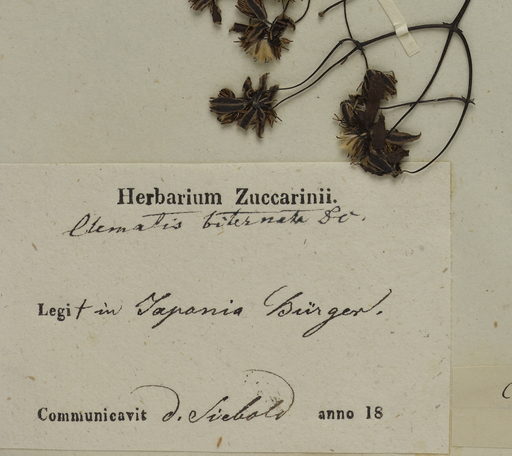 Herbarium Zuccarinii.
Clematis biternata DC.
Legit in Japonia Bürger.
Communicavit d. Siebold anno 18